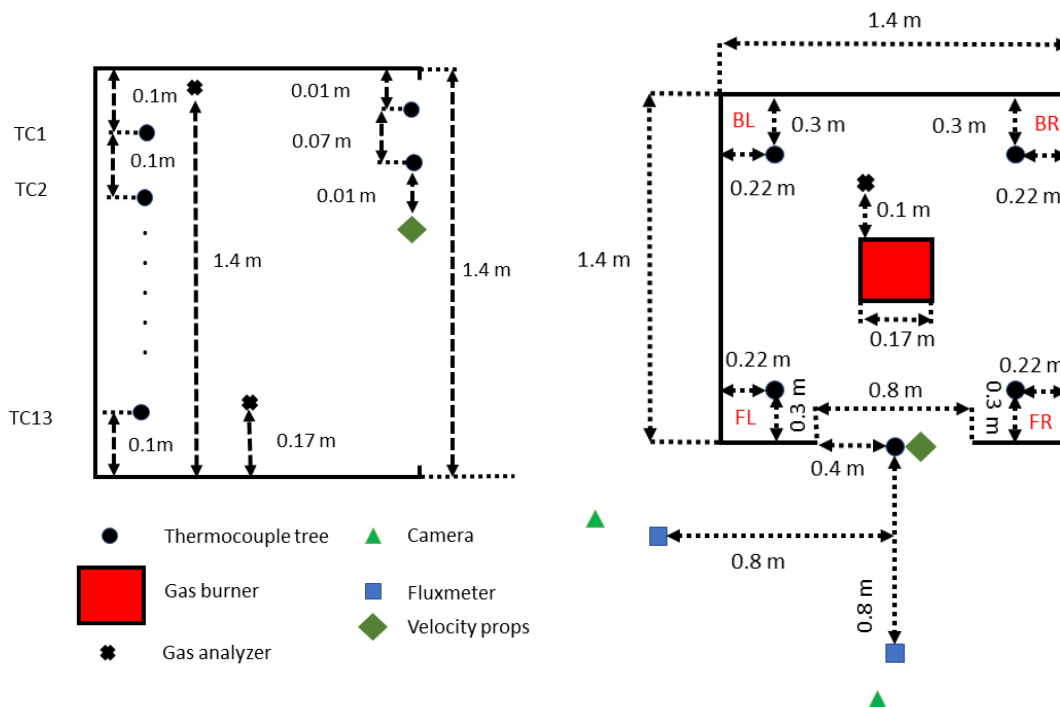 0.1m
TC1
0.1m
TC2
1.4 m
TC13
0.1m
0.17 m
0.01 m
0.07 m
0.01 m
1.4 m
Thermocouple tree
Gas burner
Gas analyzer
Camera
Fluxmeter
Velocity props
1.4 m
BL
0.3 m
0.3 m
BR
0.22 m
0.22 m
0.1 m
1.4 m
0.17 m
0.22 m
0.22 m
0.8 m
0.3 m
0.3 m
FL
FR
0.4 m
0.8 m
0.8 m